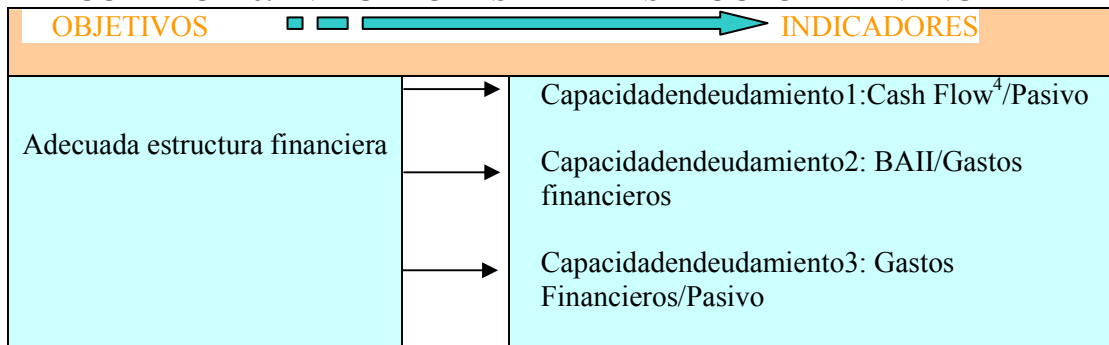 OBJETIVOS INDICADORES
Adecuada estructura financiera
Capacidadendeudamiento1:Cash Flow⁴/Pasivo
Capacidadendeudamiento2: BAII/Gastos
financieros
Capacidadendeudamiento3: Gastos
Financieros/Pasivo